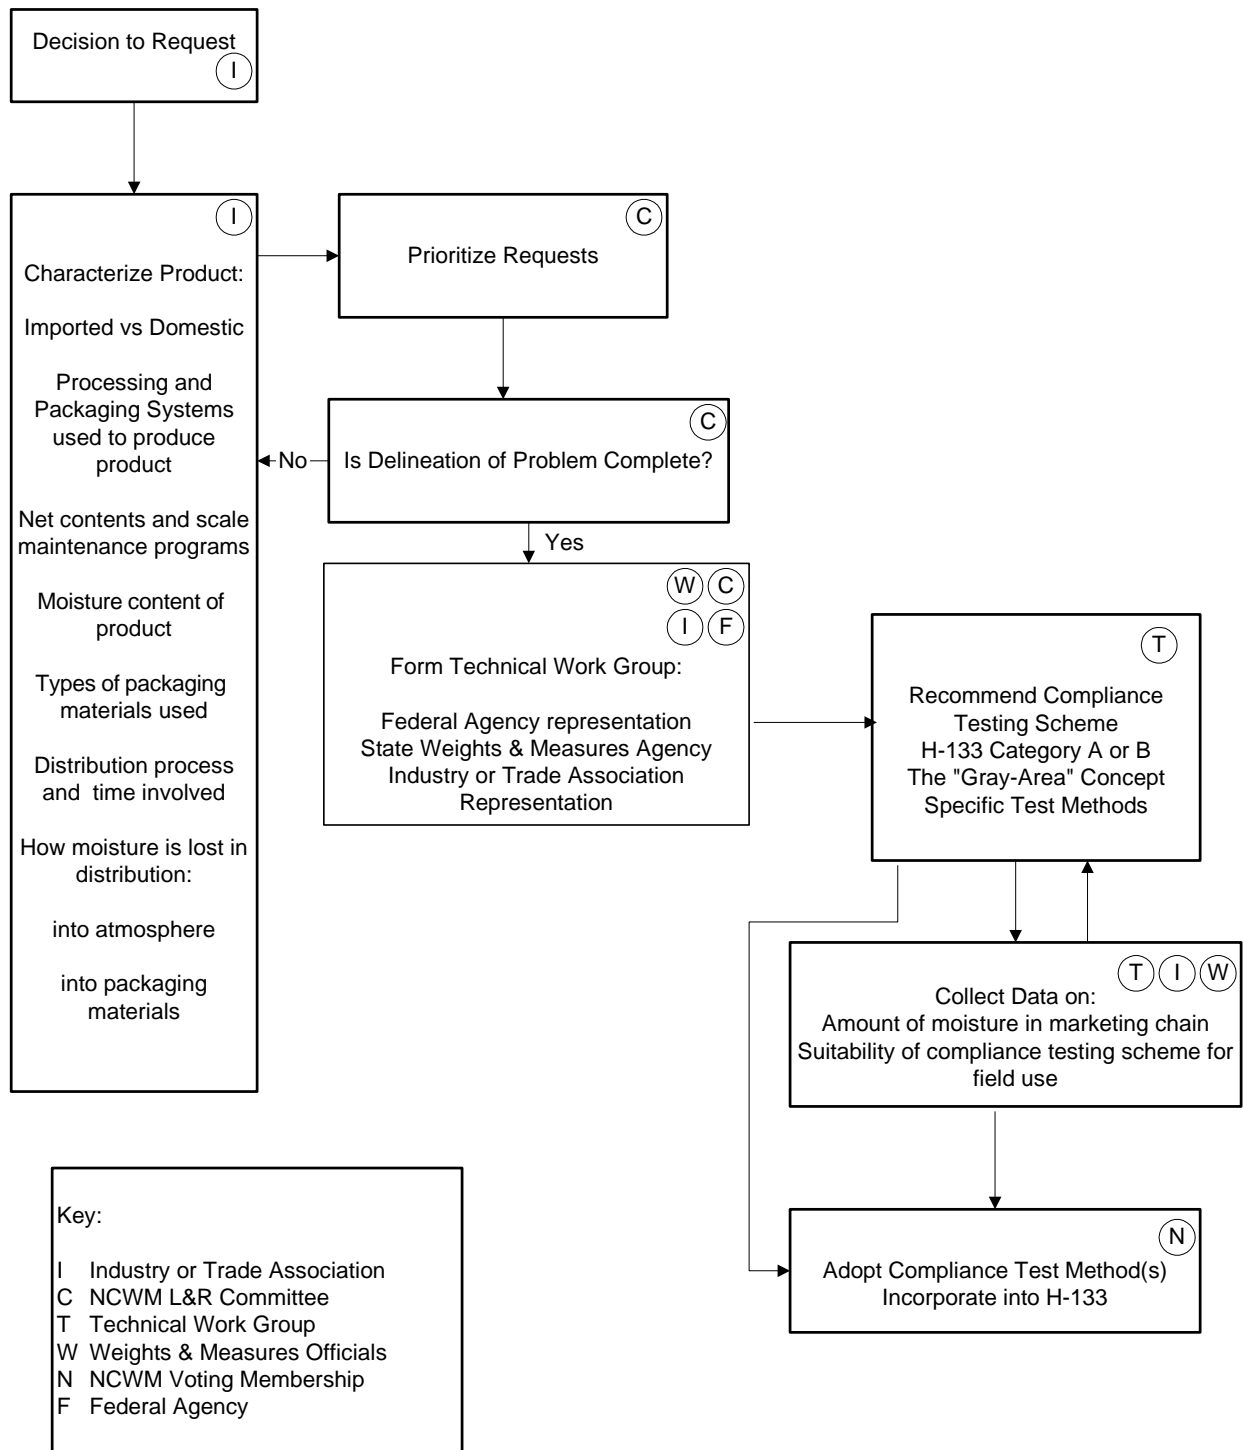 Decision to Request
I
I
Characterize Product:
Imported vs Domestic
Processing and
Packaging Systems
used to produce
product
Net contents and scale
maintenance programs
Moisture content of
product
Types of packaging
materials used
Distribution process
and time involved
How moisture is lost in
distribution:
into atmosphere
into packaging
materials
C
Prioritize Requests
C
Is Delineation of Problem Complete?
No
Yes
W C
I F
Form Technical Work Group:
Federal Agency representation
State Weights & Measures Agency
Industry or Trade Association
Representation
T
Recommend Compliance
Testing Scheme
H-133 Category A or B
The "Gray-Area" Concept
Specific Test Methods
T I W
Collect Data on:
Amount of moisture in marketing chain
Suitability of compliance testing scheme for
field use
N
Adopt Compliance Test Method(s)
Incorporate into H-133
Key:
I Industry or Trade Association
C NCWM L&R Committee
T Technical Work Group
W Weights & Measures Officials
N NCWM Voting Membership
F Federal Agency